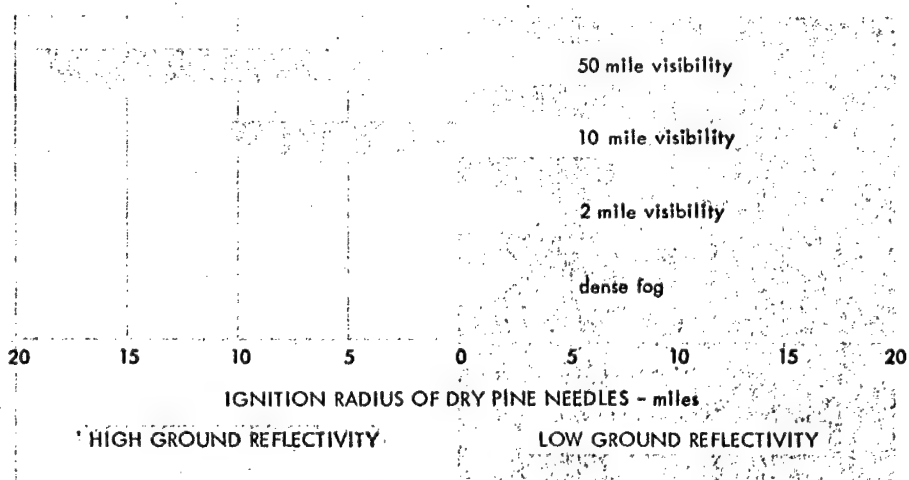 50 mile visibility
10 mile visibility
2 mile visibility
dense fog
20 15 10 5 0 5 10 15 20
IGNITION RADIUS OF DRY PINE NEEDLES - miles
HIGH GROUND REFLECTIVITY LOW GROUND REFLECTIVITY